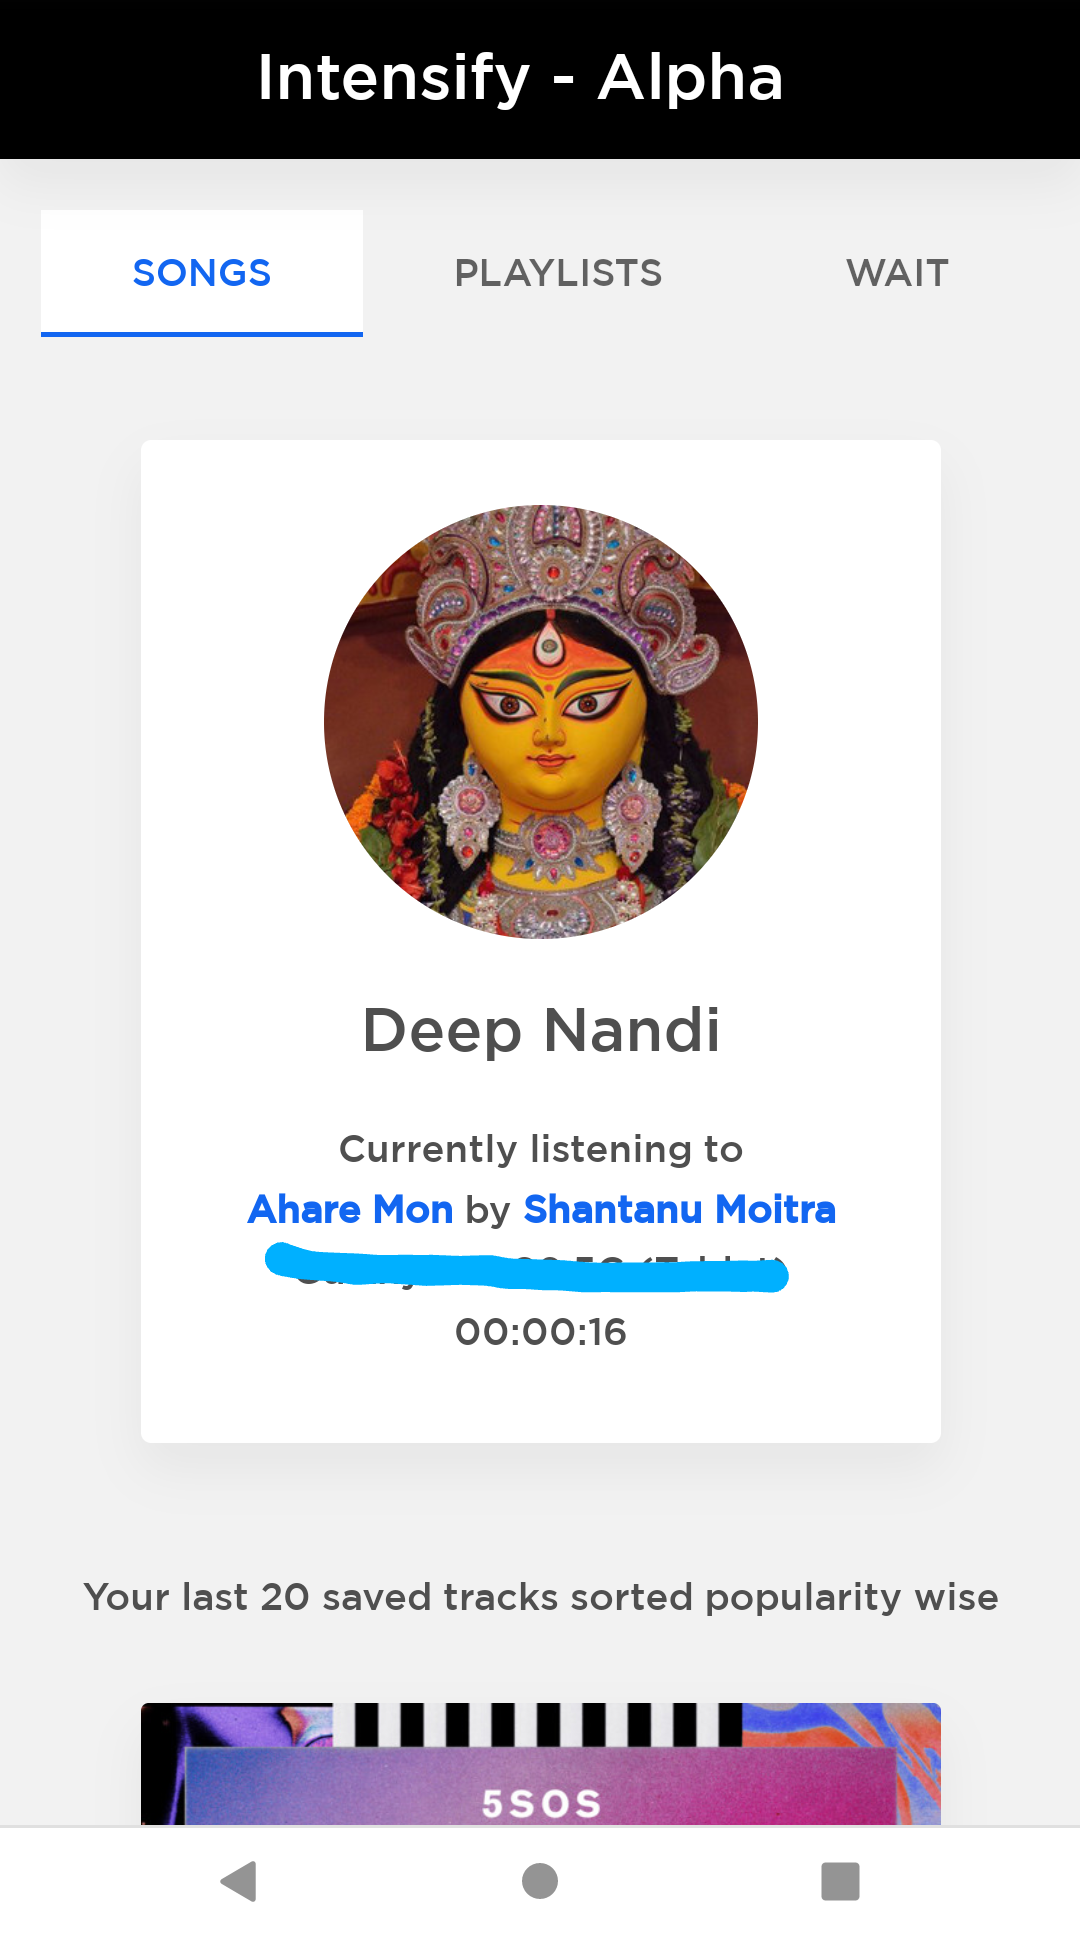 Intensify - Alpha
SONGS PLAYLISTS WAIT
Deep Nandi
Currently listening to
Ahare Mon by Shantanu Moitra
00:00:16
Your last 20 saved tracks sorted popularity wise
5SOS